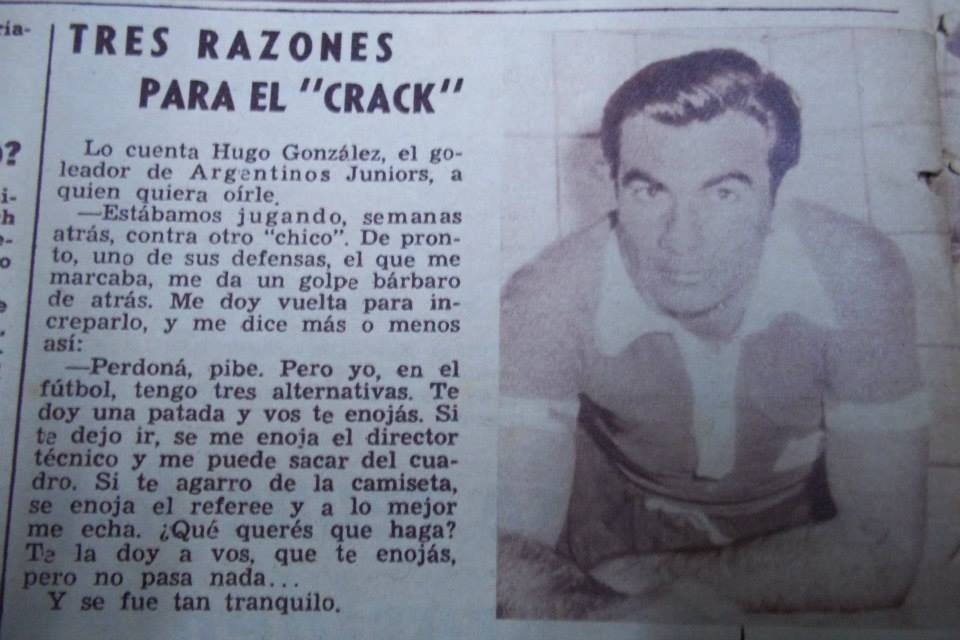 TRES RAZONES
PARA EL "CRACK"
Lo cuenta Hugo González, el go-
leador de Argentinos Juniors, a
quien quiera oírle.
—Estábamos jugando, semanas
atrás, contra otro "chico". De pron-
to, uno de sus defensas, el que me
marcaba, me da un golpe bárbaro
de atrás. Me doy vuelta para in-
creparlo, y me dice más o menos
así:
—Perdoná, pibe. Pero yo, en el
fútbol, tengo tres alternativas. Te
doy una patada y vos te enojás. Si
te dejo ir, se me enoja el director
técnico y me puede sacar del cua-
dro. Si te agarro de la camiseta,
se enoja el referee y a lo mejor
me echa. ¿Qué querés que haga?
Te la doy a vos, que te enojás,
pero no pasa nada...
Y se fue tan tranquilo.